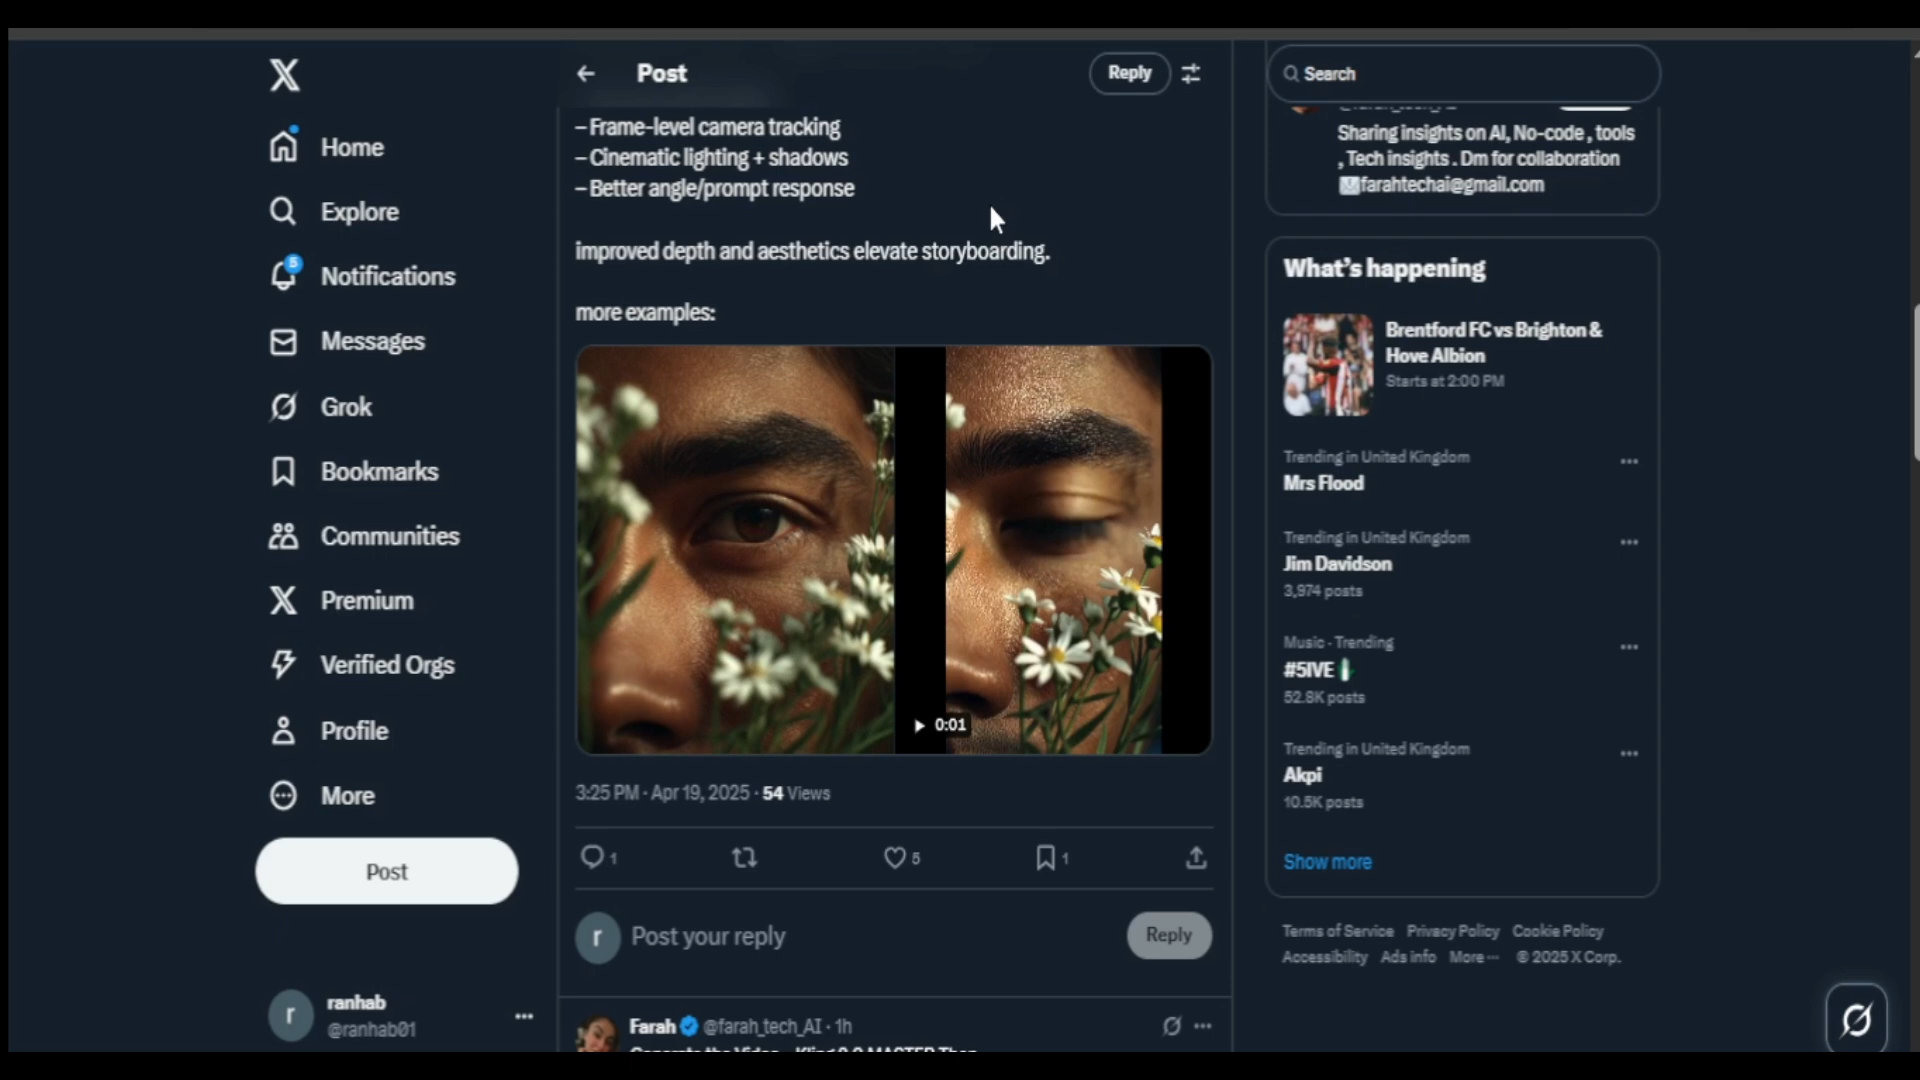 Home
Explore
5
Notifications
Messages
Grok
Bookmarks
Communities
Premium
Verified Orgs
Profile
More
Post
r
ranhab
@ranhab01
Post
Reply
– Frame-level camera tracking
– Cinematic lighting + shadows
– Better angle/prompt response
improved depth and aesthetics elevate storyboarding.
more examples:
0:01
3:25 PM · Apr 19, 2025 · 54 Views
1
5
1
r
Post your reply
Reply
Farah @farah_tech_AI · 1h
Search
Sharing insights on AI, No-code , tools
, Tech insights . Dm for collaboration
farahtechai@gmail.com
What's happening
Brentford FC vs Brighton &
Hove Albion
Starts at 2:00 PM
Trending in United Kingdom
Mrs Flood
Trending in United Kingdom
Jim Davidson
3,974 posts
Music · Trending
#5IVE
52.8K posts
Trending in United Kingdom
Akpi
10.5K posts
Show more
Terms of Service Privacy Policy Cookie Policy
Accessibility Ads info More ··· © 2025 X Corp.